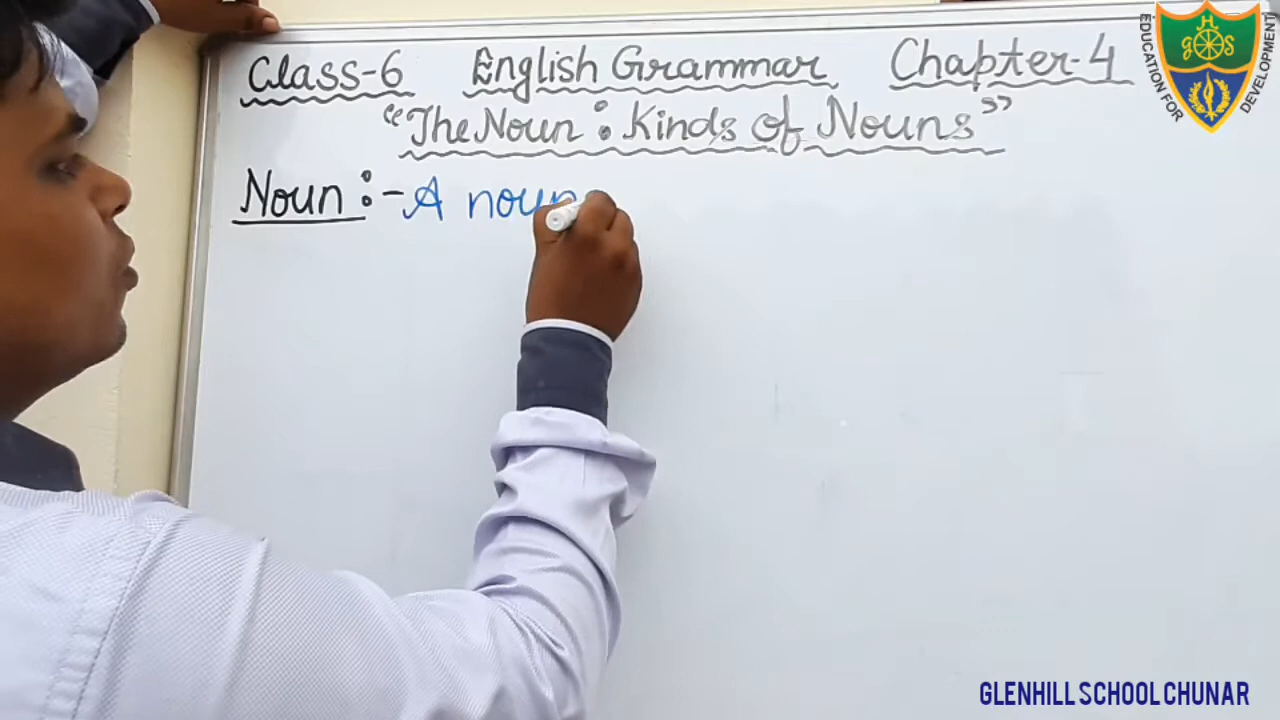 Class-6 English Grammar Chapter-4
"The Noun : Kinds of Nouns"
Noun :- A noun
EDUCATION FOR DEVELOPMENT
gos
GLENHILL SCHOOL CHUNAR